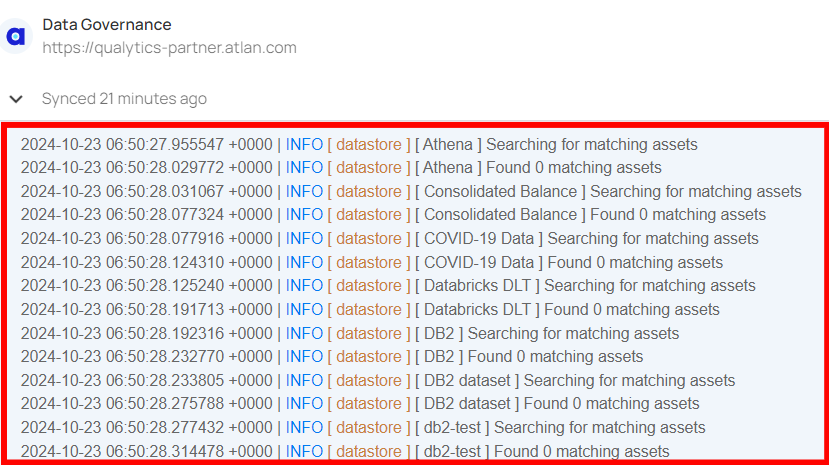 Data Governance
https://qualytics-partner.atlan.com
Synced 21 minutes ago
2024-10-23 06:50:27.955547 +0000 | INFO [ datastore ] [ Athena ] Searching for matching assets
2024-10-23 06:50:28.029772 +0000 | INFO [ datastore ] [ Athena ] Found 0 matching assets
2024-10-23 06:50:28.031067 +0000 | INFO [ datastore ] [ Consolidated Balance ] Searching for matching assets
2024-10-23 06:50:28.077324 +0000 | INFO [ datastore ] [ Consolidated Balance ] Found 0 matching assets
2024-10-23 06:50:28.077916 +0000 | INFO [ datastore ] [ COVID-19 Data ] Searching for matching assets
2024-10-23 06:50:28.124310 +0000 | INFO [ datastore ] [ COVID-19 Data ] Found 0 matching assets
2024-10-23 06:50:28.125240 +0000 | INFO [ datastore ] [ Databricks DLT ] Searching for matching assets
2024-10-23 06:50:28.191713 +0000 | INFO [ datastore ] [ Databricks DLT ] Found 0 matching assets
2024-10-23 06:50:28.192316 +0000 | INFO [ datastore ] [ DB2 ] Searching for matching assets
2024-10-23 06:50:28.232770 +0000 | INFO [ datastore ] [ DB2 ] Found 0 matching assets
2024-10-23 06:50:28.233805 +0000 | INFO [ datastore ] [ DB2 dataset ] Searching for matching assets
2024-10-23 06:50:28.275788 +0000 | INFO [ datastore ] [ DB2 dataset ] Found 0 matching assets
2024-10-23 06:50:28.277432 +0000 | INFO [ datastore ] [ db2-test ] Searching for matching assets
2024-10-23 06:50:28.314478 +0000 | INFO [ datastore ] [ db2-test ] Found 0 matching assets